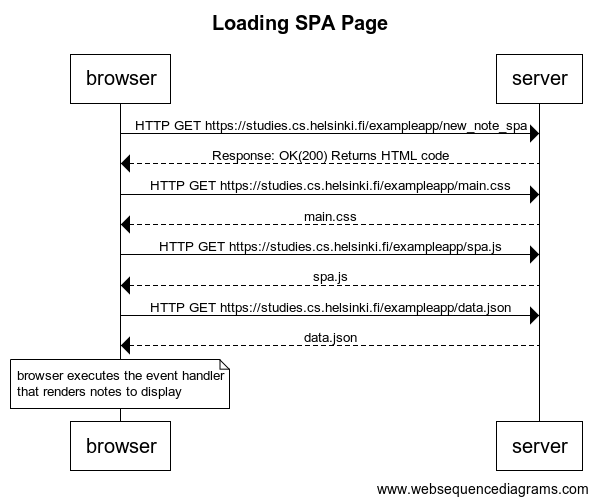 Loading SPA Page
browser
server
HTTP GET https://studies.cs.helsinki.fi/exampleapp/new_note_spa
Response: OK(200) Returns HTML code
HTTP GET https://studies.cs.helsinki.fi/exampleapp/main.css
main.css
HTTP GET https://studies.cs.helsinki.fi/exampleapp/spa.js
spa.js
HTTP GET https://studies.cs.helsinki.fi/exampleapp/data.json
data.json
browser executes the event handler
that renders notes to display
browser
server
www.websequencediagrams.com